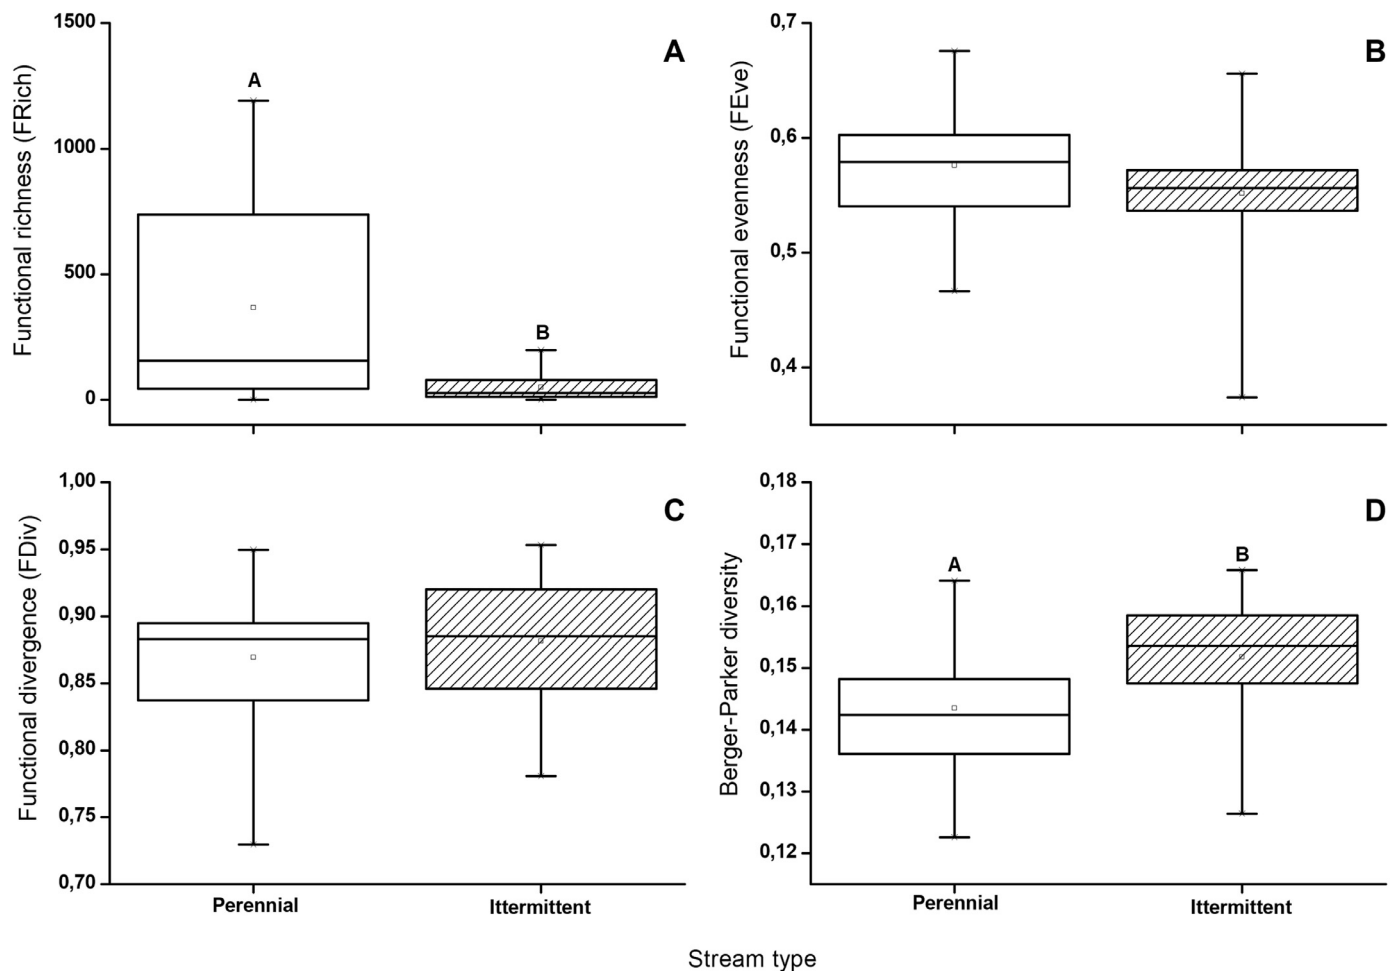 A
Functional richness (FRich)
1500
1000
500
0
A
B
B
Functional evenness (FEve)
0,7
0,6
0,5
0,4
C
Functional divergence (FDiv)
1,00
0,95
0,90
0,85
0,80
0,75
0,70
Perennial
Ittermittent
D
Berger-Parker diversity
0,18
0,17
0,16
0,15
0,14
0,13
0,12
A
B
Perennial
Ittermittent
Stream type